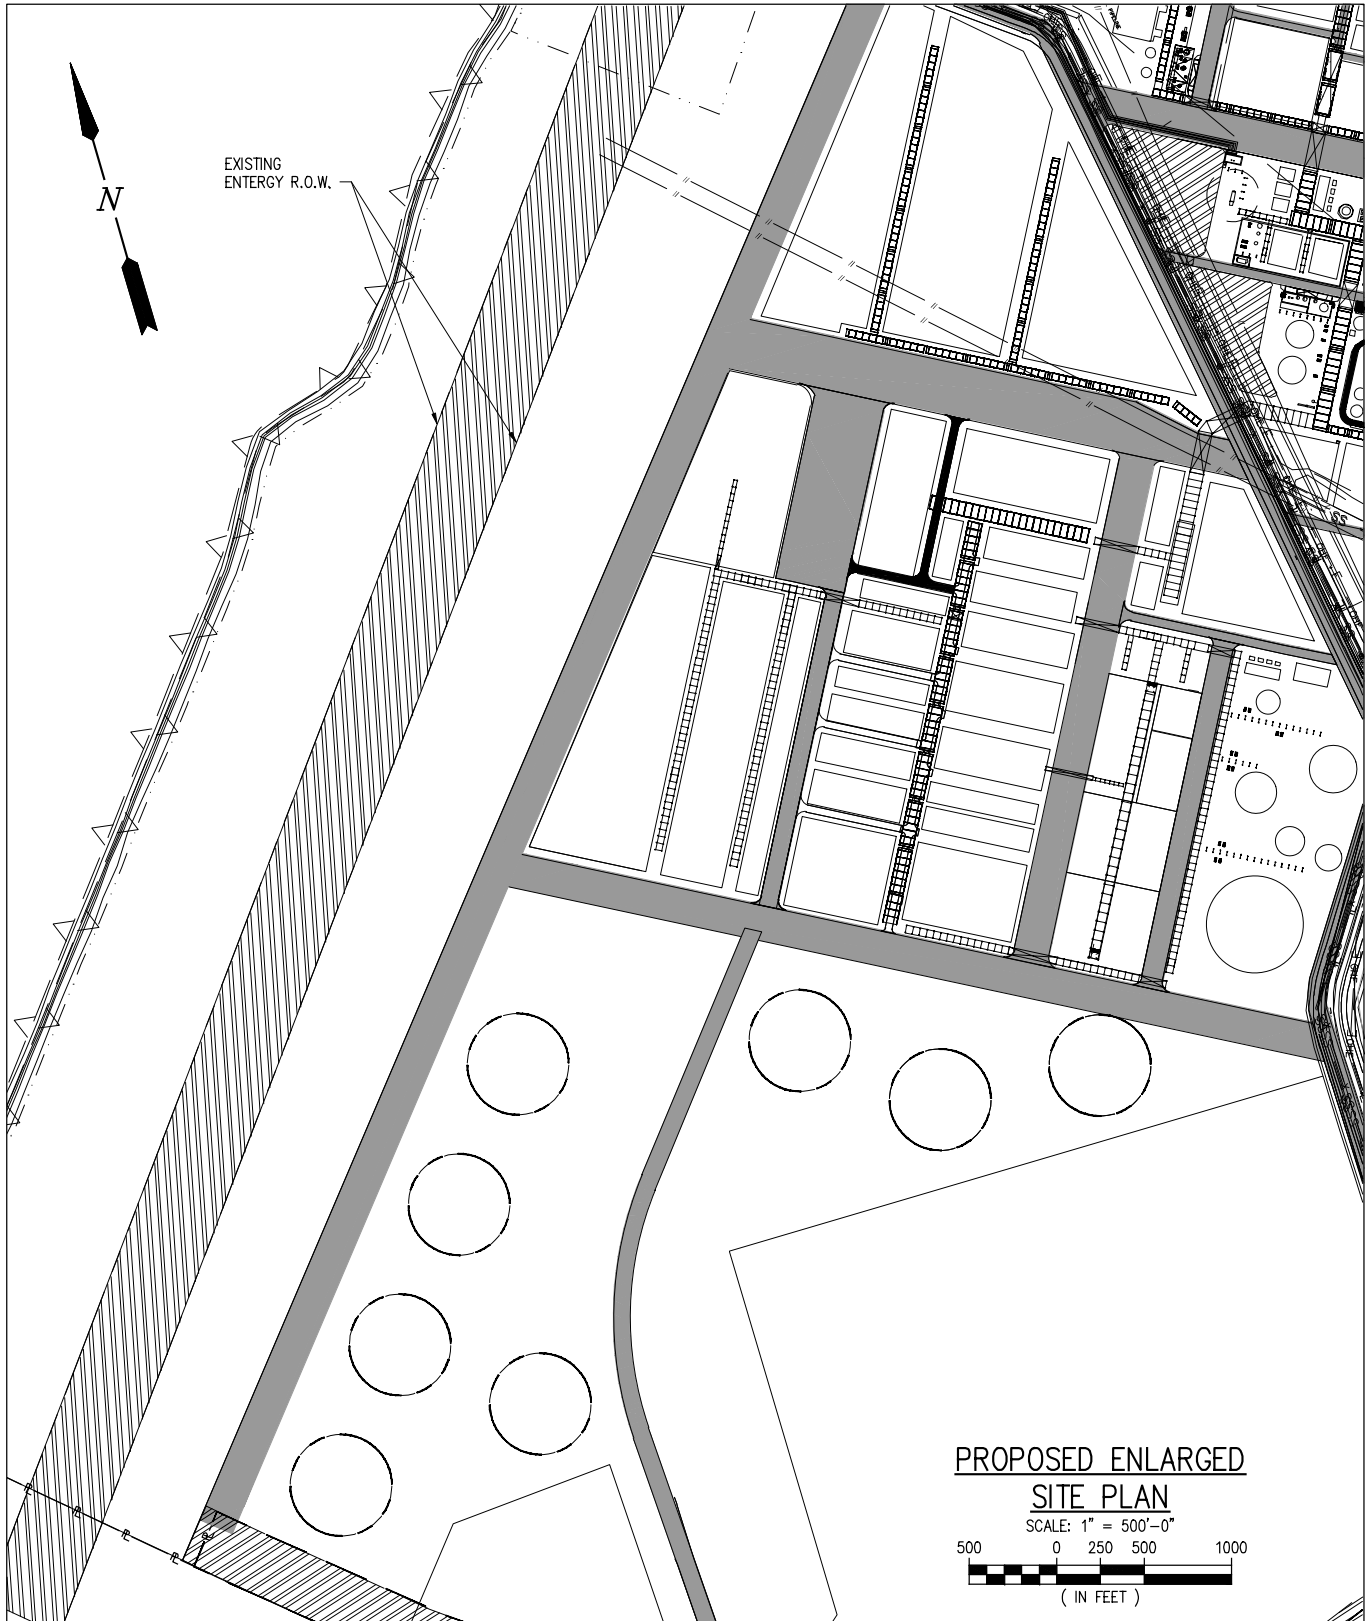 EXISTING
ENTERGY R.O.W.
N
PROPOSED ENLARGED
SITE PLAN
SCALE: 1" = 500'-0"
500 0 250 500 1000
( IN FEET )